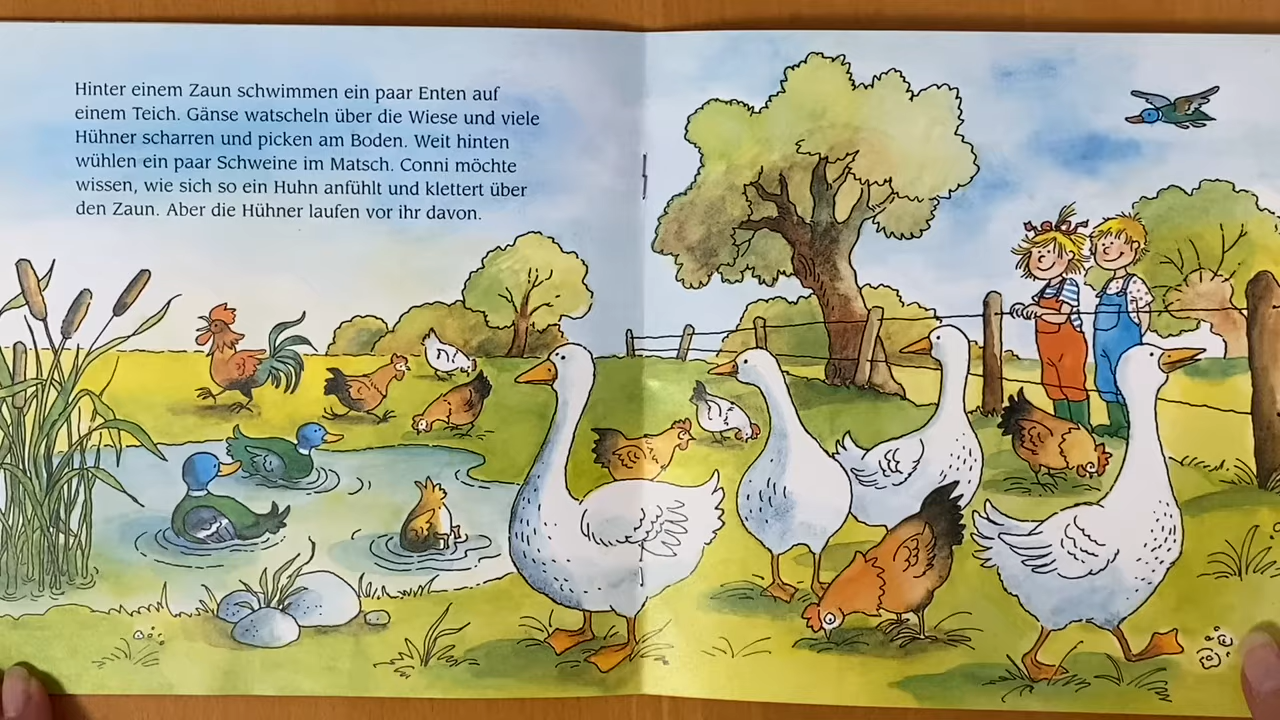 Hinter einem Zaun schwimmen ein paar Enten auf
einem Teich. Gänse watscheln über die Wiese und viele
Hühner scharren und picken am Boden. Weit hinten
wühlen ein paar Schweine im Matsch. Conni möchte
wissen, wie sich so ein Huhn anfühlt und klettert über
den Zaun. Aber die Hühner laufen vor ihr davon.